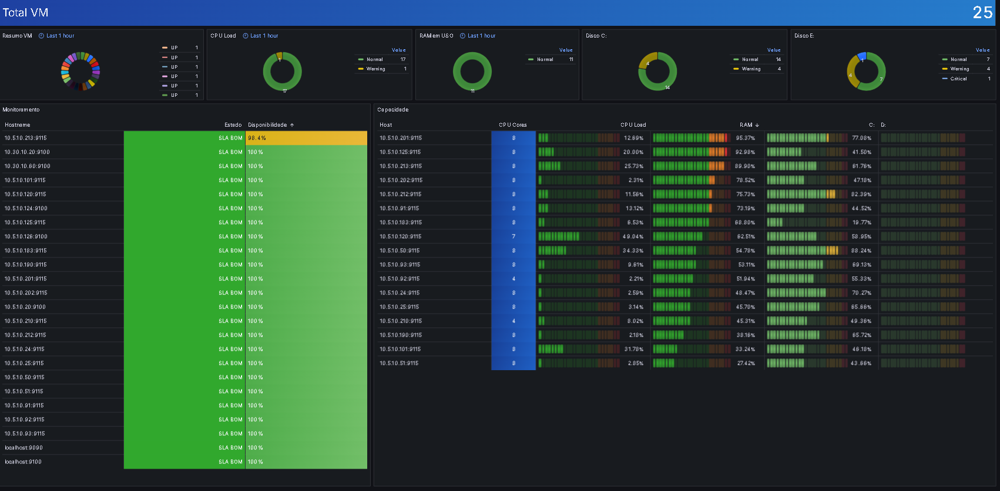 Total VM 25
Resumo VM Last 1 hour
UP 1
UP 1
UP 1
UP 1
UP 1
UP 1
CPU Load Last 1 hour
Value
Normal 17
Warning 1
1
17
RAM em USO Last 1 hour
Value
Normal 11
11
Disco C:
Value
Normal 14
Warning 4
4
14
Disco E:
Value
Normal 7
Warning 4
Critical 1
1
4
7
Monitoramento
Hostname Estado Disponibilidade
10.5.10.213:9115 SLA BOM 98.4%
10.30.10.20:9100 SLA BOM 100%
10.30.10.60:9100 SLA BOM 100%
10.5.10.101:9115 SLA BOM 100%
10.5.10.120:9115 SLA BOM 100%
10.5.10.124:9100 SLA BOM 100%
10.5.10.125:9115 SLA BOM 100%
10.5.10.126:9100 SLA BOM 100%
10.5.10.183:9115 SLA BOM 100%
10.5.10.190:9115 SLA BOM 100%
10.5.10.201:9115 SLA BOM 100%
10.5.10.202:9115 SLA BOM 100%
10.5.10.20:9100 SLA BOM 100%
10.5.10.210:9115 SLA BOM 100%
10.5.10.212:9115 SLA BOM 100%
10.5.10.24:9115 SLA BOM 100%
10.5.10.25:9115 SLA BOM 100%
10.5.10.50:9115 SLA BOM 100%
10.5.10.51:9115 SLA BOM 100%
10.5.10.91:9115 SLA BOM 100%
10.5.10.92:9115 SLA BOM 100%
10.5.10.93:9115 SLA BOM 100%
localhost:9090 SLA BOM 100%
localhost:9100 SLA BOM 100%
Capacidade
Host CPU Cores CPU Load RAM C: D:
10.5.10.201:9115 8 12.69% 95.37% 77.08%
10.5.10.125:9115 8 20.00% 92.98% 41.50%
10.5.10.213:9115 8 25.73% 89.90% 61.76%
10.5.10.202:9115 8 2.31% 78.52% 47.18%
10.5.10.212:9115 8 11.56% 75.73% 82.39%
10.5.10.91:9115 8 13.12% 73.19% 44.52%
10.5.10.183:9115 8 6.53% 68.80% 19.77%
10.5.10.120:9115 7 49.04% 62.51% 58.95%
10.5.10.50:9115 8 34.33% 54.78% 88.24%
10.5.10.93:9115 8 9.61% 53.11% 69.13%
10.5.10.92:9115 4 2.21% 51.94% 55.33%
10.5.10.24:9115 8 2.59% 48.47% 70.27%
10.5.10.25:9115 8 3.14% 45.70% 65.66%
10.5.10.210:9115 4 8.02% 45.31% 49.36%
10.5.10.190:9115 8 2.18% 38.16% 65.72%
10.5.10.101:9115 8 31.78% 33.24% 46.18%
10.5.10.51:9115 8 2.85% 27.42% 43.66%